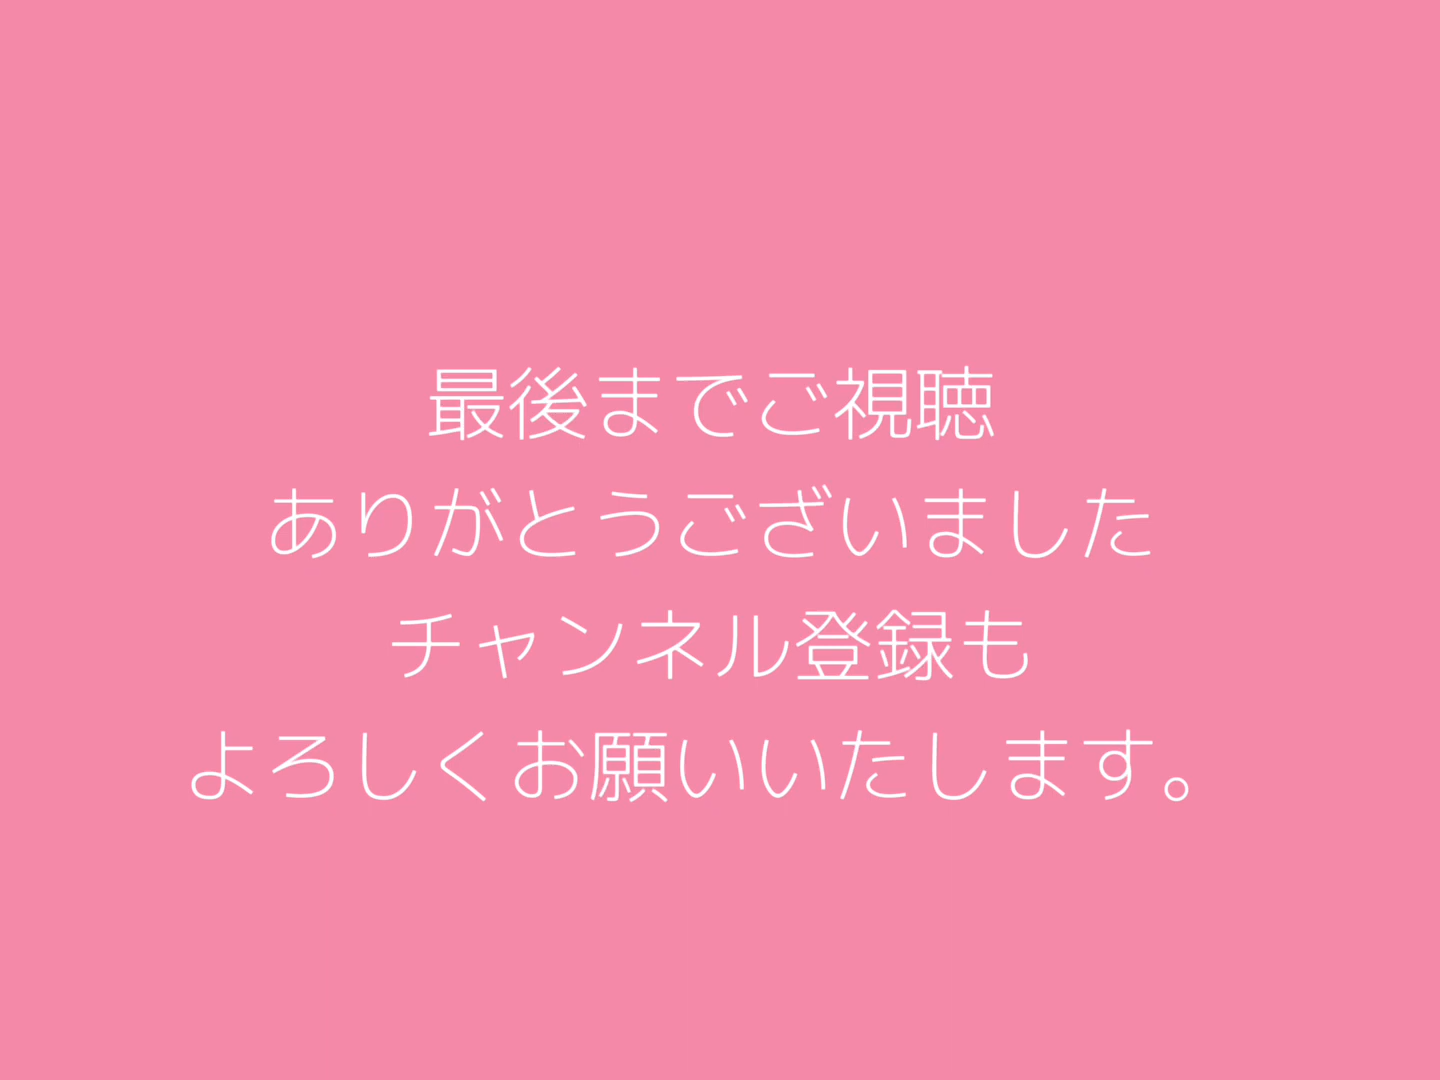 最後までご視聴
ありがとうございました
チャンネル登録も
よろしくお願いいたします。